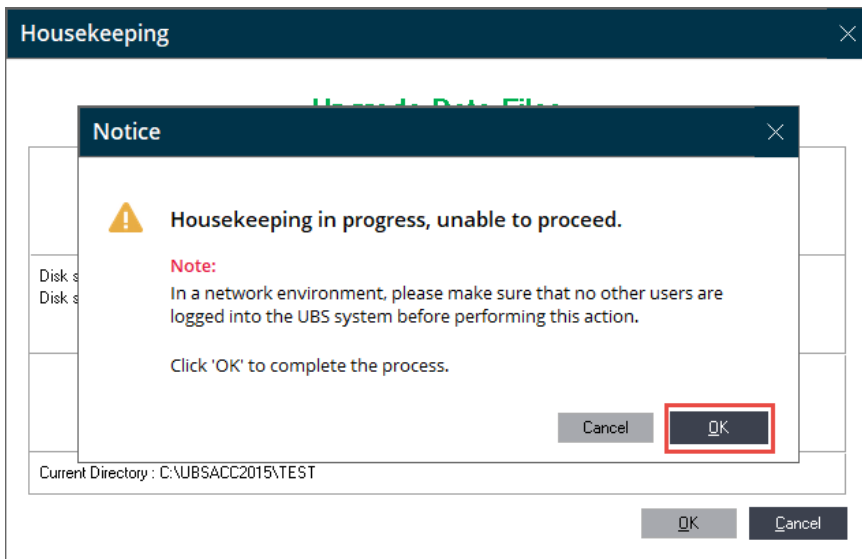 Housekeeping
Notice
Housekeeping in progress, unable to proceed.
Note:
In a network environment, please make sure that no other users are
logged into the UBS system before performing this action.
Click 'OK' to complete the process.
Cancel
OK
Disk
Disk
Current Directory : C:\UBSACC2015\TEST
OK
Cancel